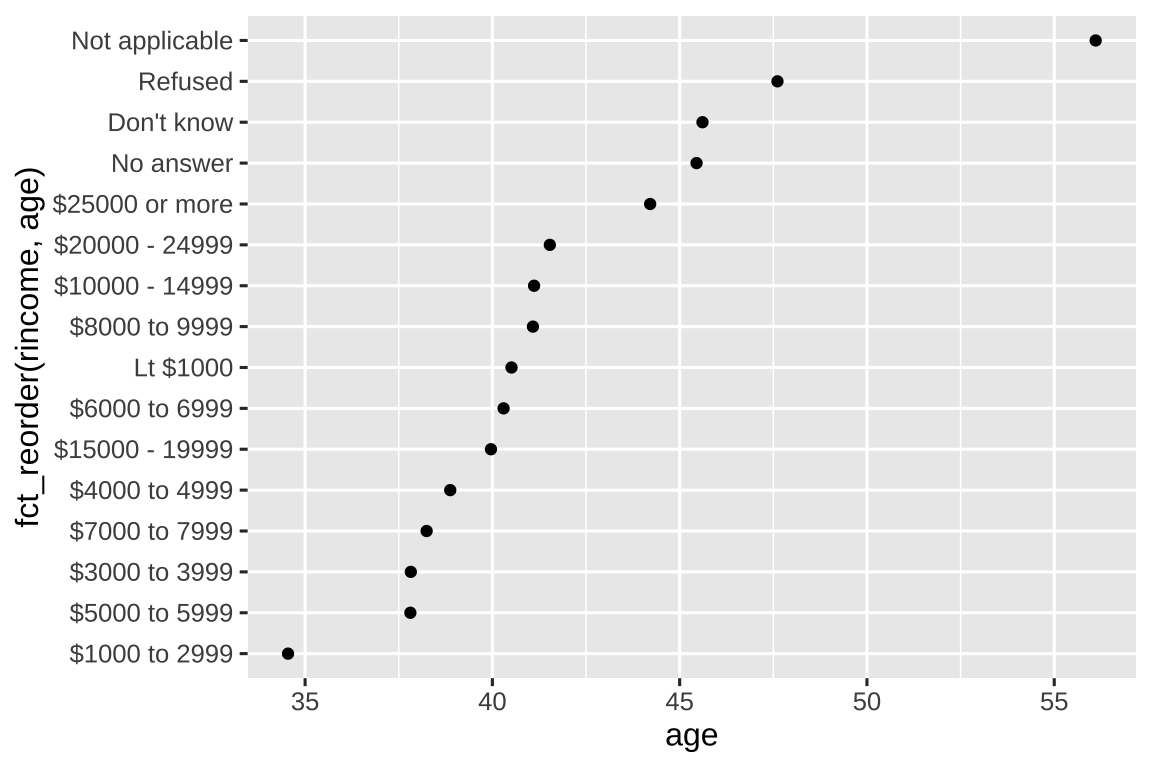 fct_reorder(rincome, age)
Not applicable
Refused
Don't know
No answer
$25000 or more
$20000 - 24999
$10000 - 14999
$8000 to 9999
Lt $1000
$6000 to 6999
$15000 - 19999
$4000 to 4999
$7000 to 7999
$3000 to 3999
$5000 to 5999
$1000 to 2999
35 40 45 50 55
age